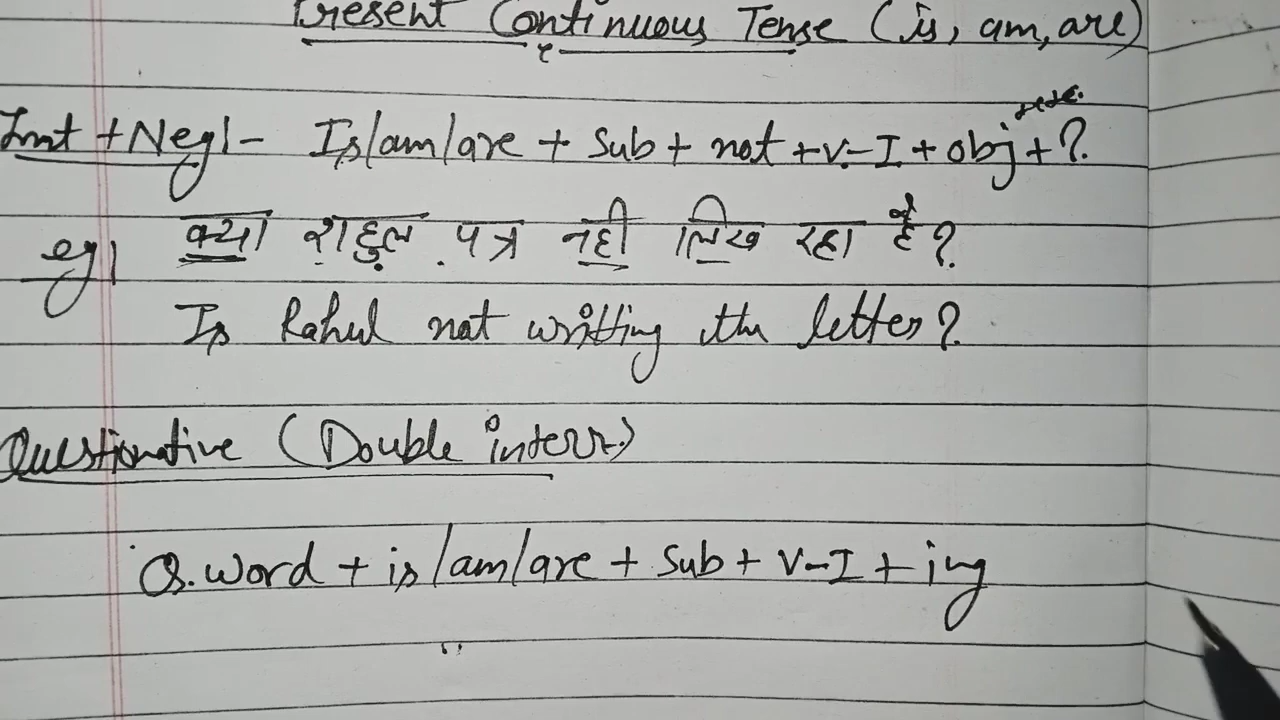 Present Continuous Tense (is, am, are)
Int + Neg/- Is/am/are + Sub + not + v-I + obj + ?
eg/ क्या राहुल पत्र नही लिख रहा है?
Is Rahul not writting the letter?
Questionative (Double interr.)
Q.word + is/am/are + Sub + V-I + ing